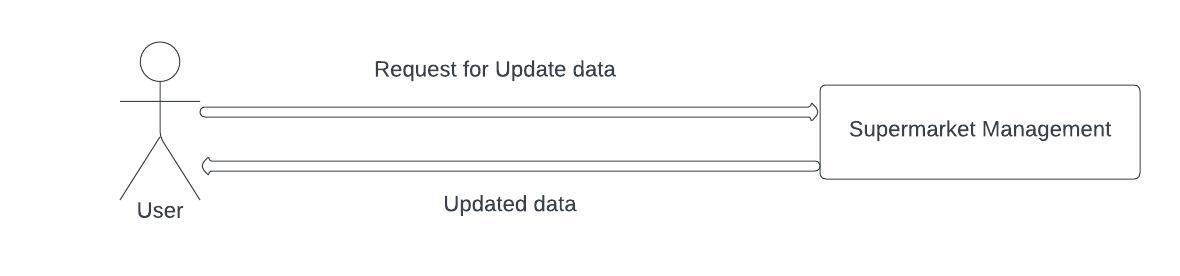 Request for Update data
Supermarket Management
Updated data
User